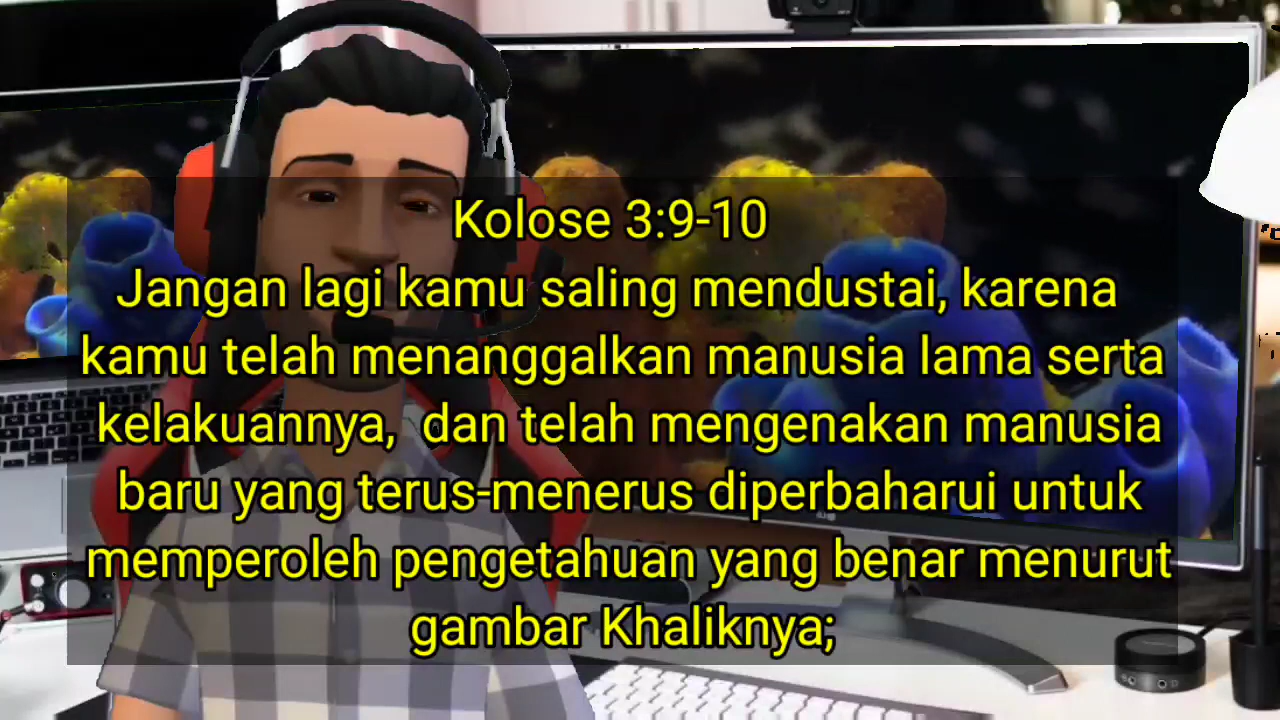 Kolose 3:9-10
Jangan lagi kamu saling mendustai, karena
kamu telah menanggalkan manusia lama serta
kelakuannya, dan telah mengenakan manusia
baru yang terus-menerus diperbaharui untuk
memperoleh pengetahuan yang benar menurut
gambar Khaliknya;